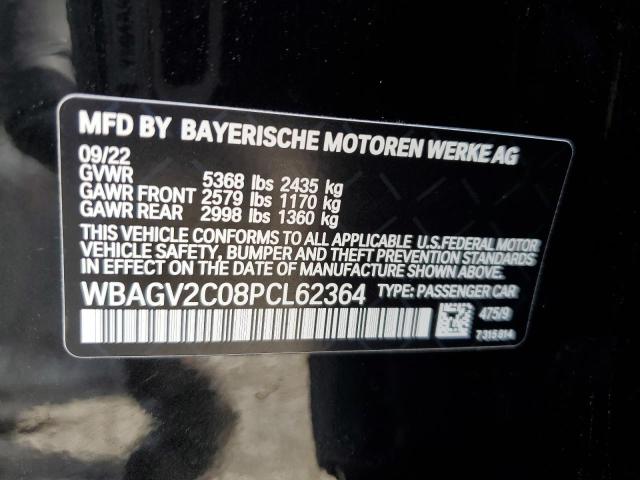 MFD BY BAYERISCHE MOTOREN WERKE AG
09/22
GVWR 5368 lbs 2435 kg
GAWR FRONT 2579 lbs 1170 kg
GAWR REAR 2998 lbs 1360 kg
THIS VEHICLE CONFORMS TO ALL APPLICABLE U.S.FEDERAL MOTOR
VEHICLE SAFETY, BUMPER AND THEFT PREVENTION STANDARDS
IN EFFECT ON THE DATE OF MANUFACTURE SHOWN ABOVE.
WBAGV2C08PCL62364 TYPE: PASSENGER CAR
475/9
7315814